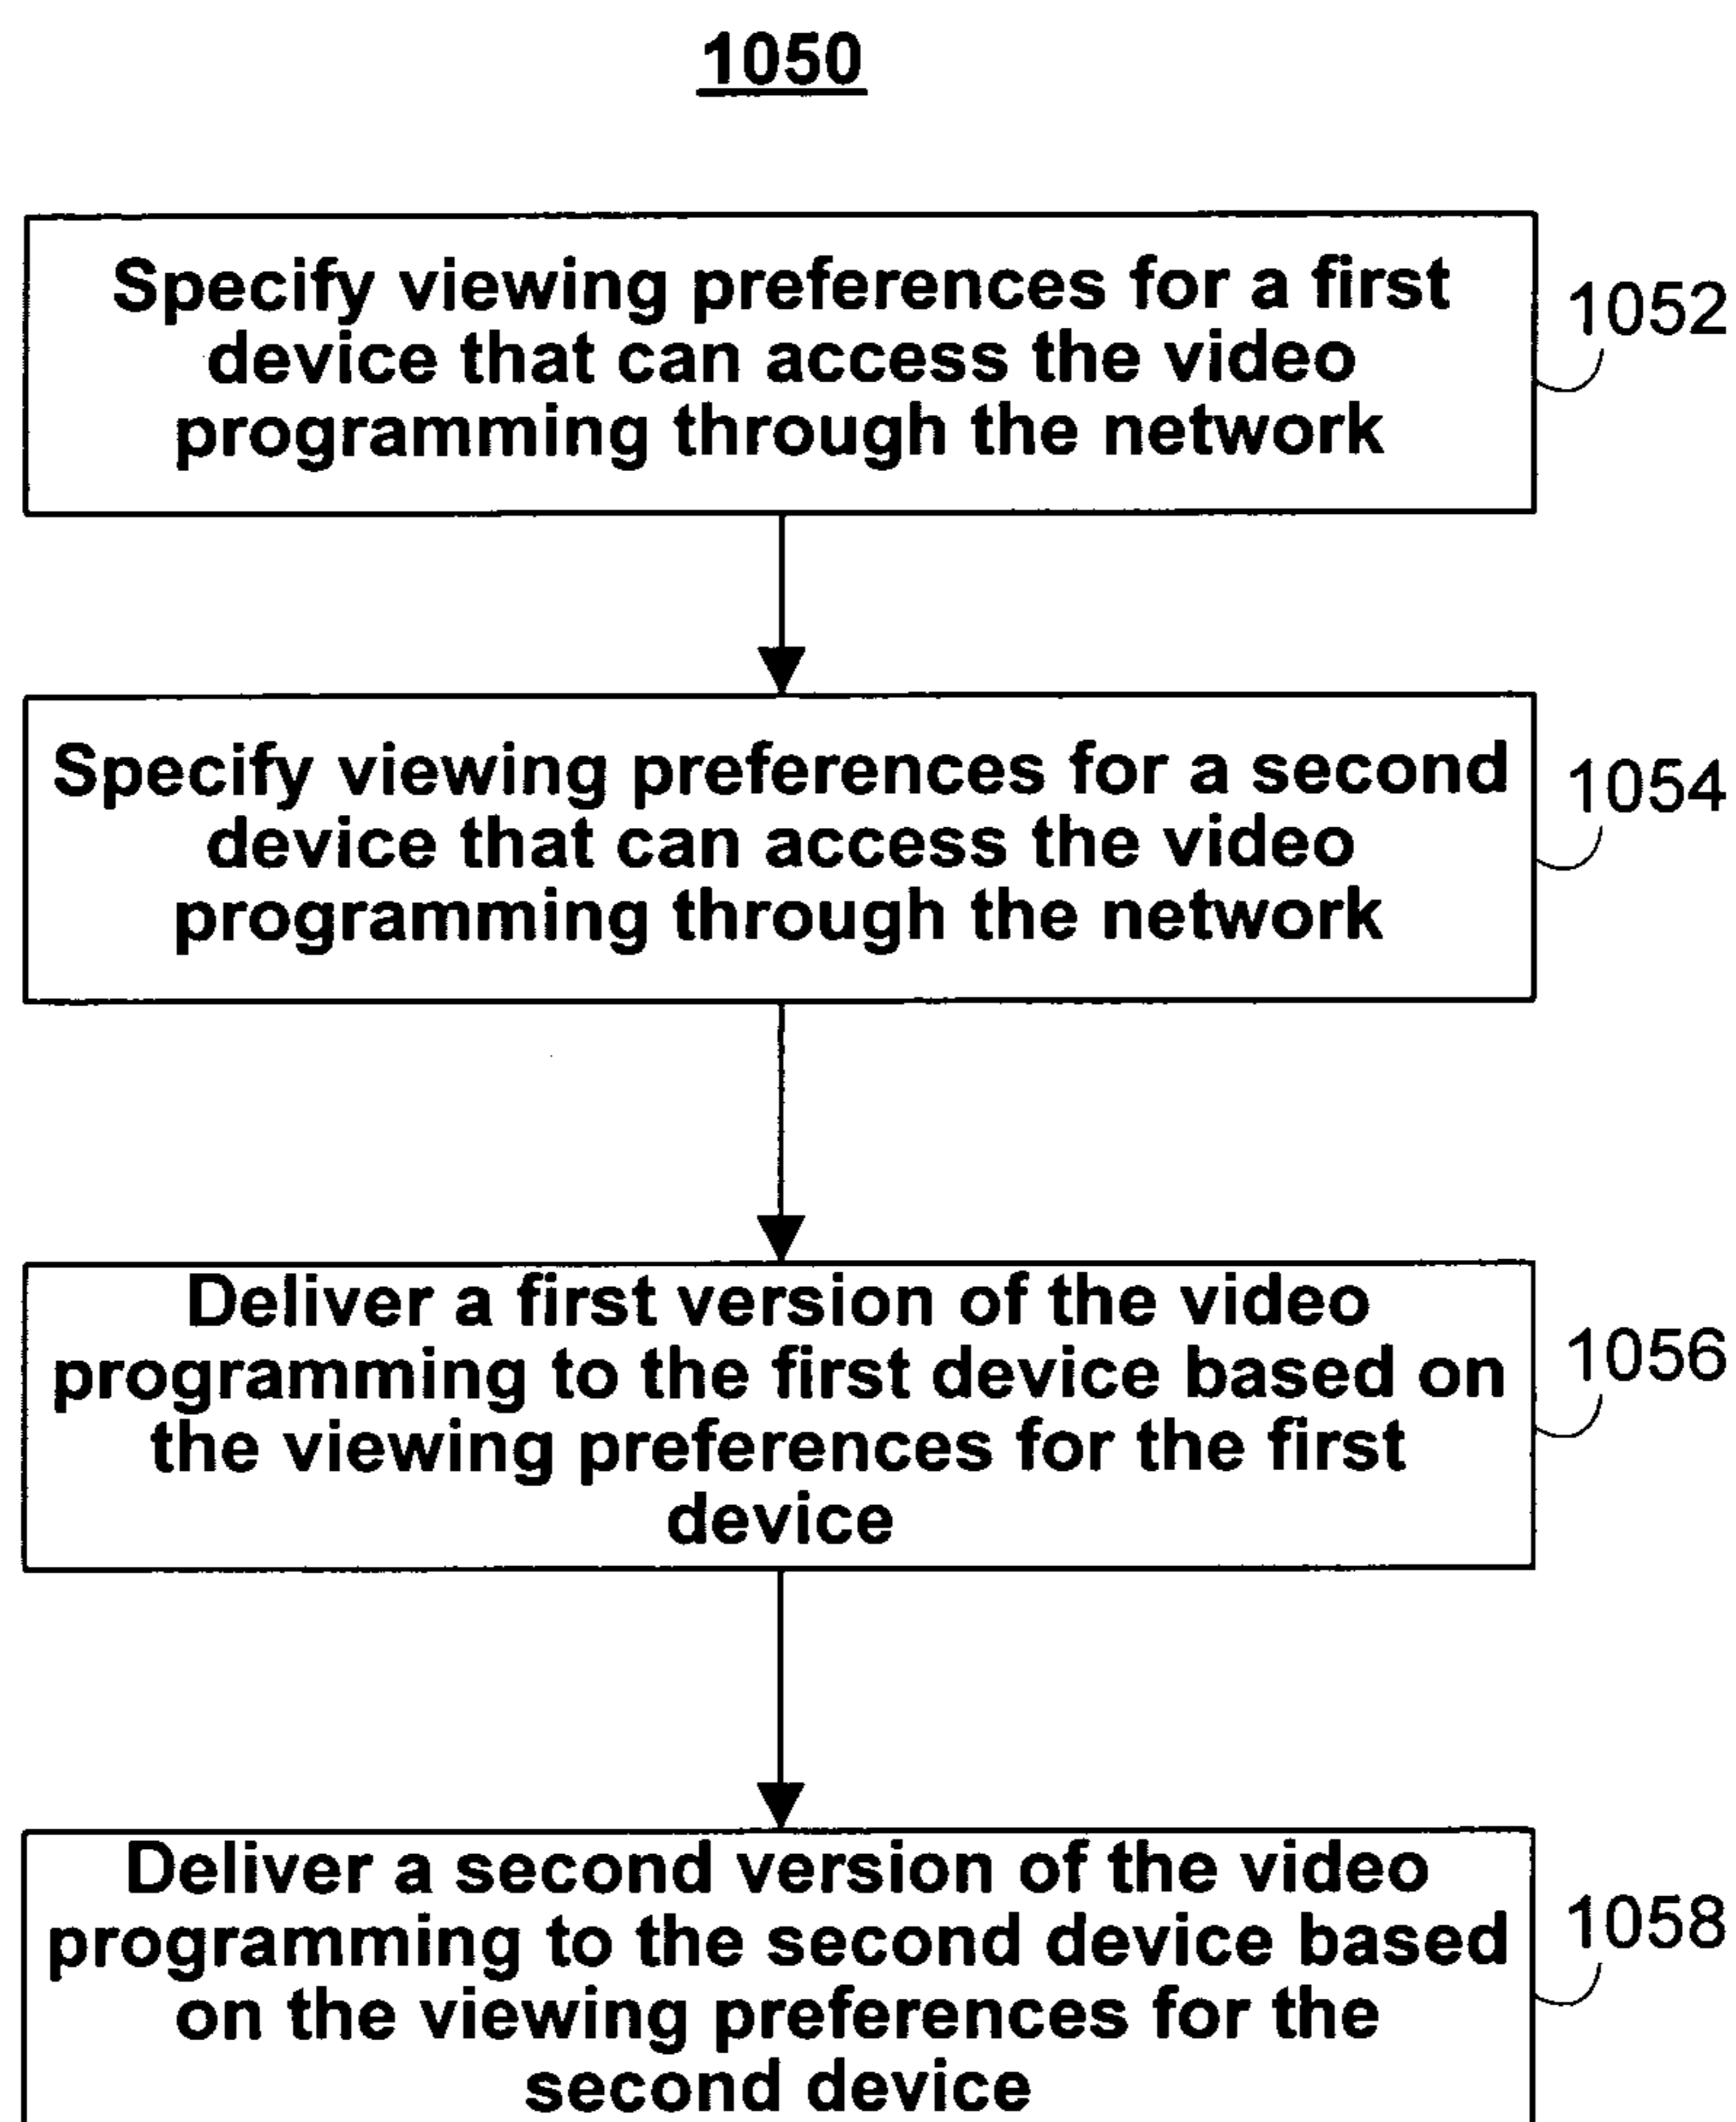 1050
Specify viewing preferences for a first
device that can access the video
programming through the network
1052
Specify viewing preferences for a second
device that can access the video
programming through the network
1054
Deliver a first version of the video
programming to the first device based on
the viewing preferences for the first
device
1056
Deliver a second version of the video
programming to the second device based
on the viewing preferences for the
second device
1058